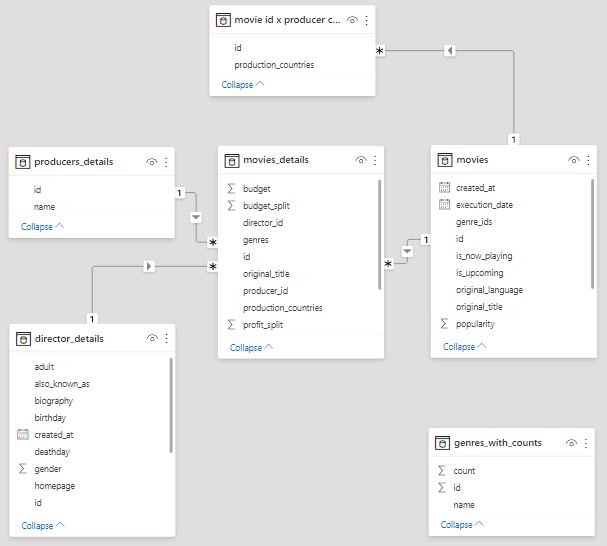 movie id x producer c...
id
production_countries
Collapse
*
1
producers_details
id
name
Collapse
1
*
movies_details
budget
budget_split
director_id
genres
id
original_title
producer_id
production_countries
profit_split
Collapse
*
*
1
movies
created_at
execution_date
genre_ids
id
is_now_playing
is_upcoming
original_language
original_title
popularity
Collapse
1
director_details
adult
also_known_as
biography
birthday
created_at
deathday
gender
homepage
id
Collapse
genres_with_counts
count
id
name
Collapse